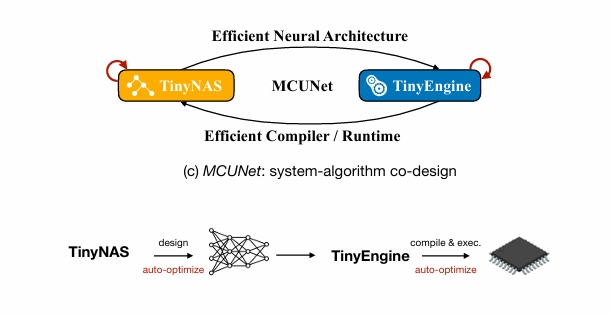 Efficient Neural Architecture
TinyNAS
MCUNet
TinyEngine
Efficient Compiler / Runtime
(c) MCUNet: system-algorithm co-design
TinyNAS
design
auto-optimize
TinyEngine
compile & exec.
auto-optimize